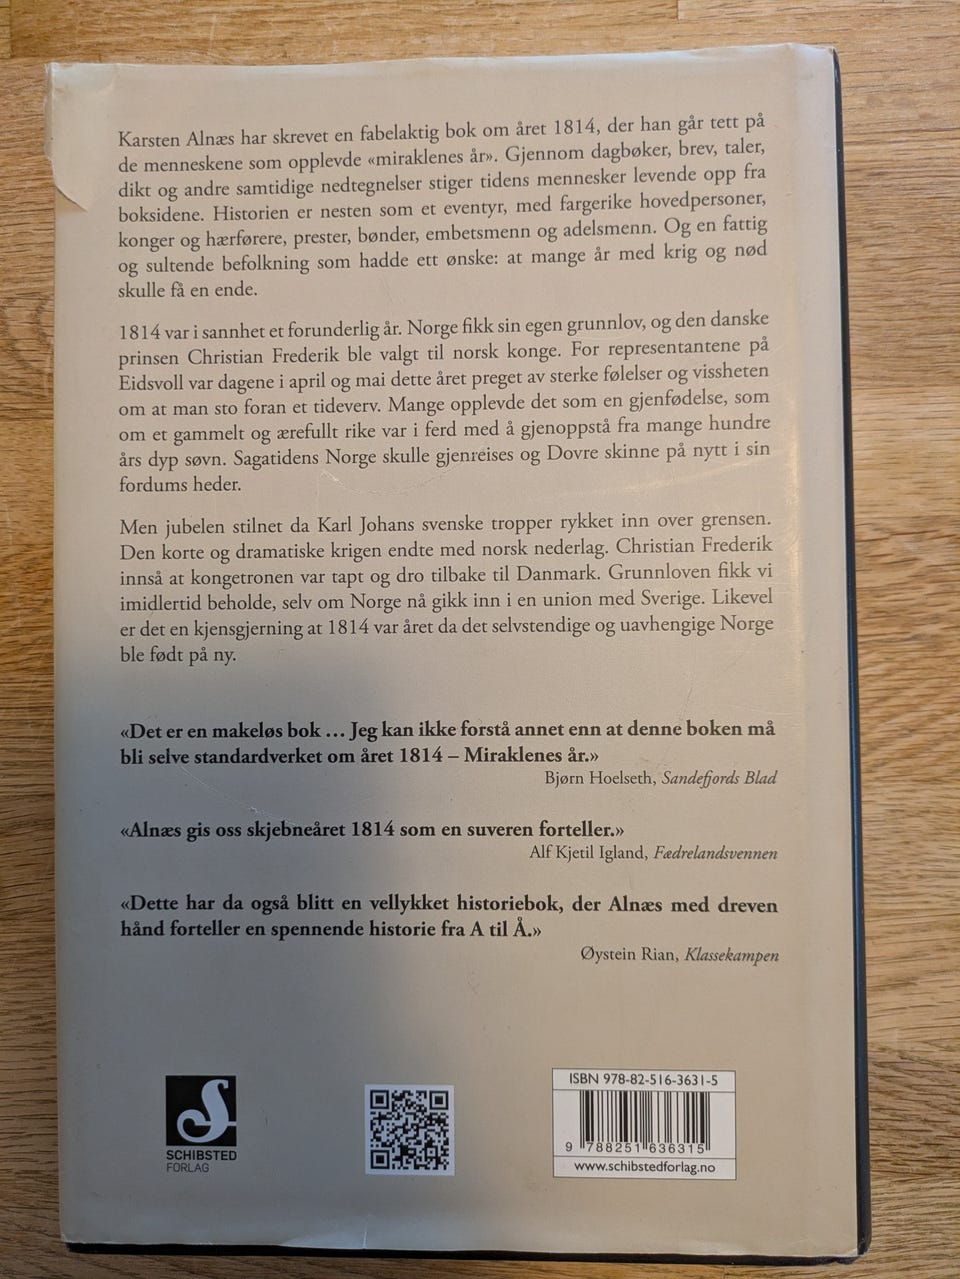 Karsten Alnæs har skrevet en fabelaktig bok om året 1814, der han går tett på
de menneskene som opplevde «miraklenes år». Gjennom dagbøker, brev, taler,
dikt og andre samtidige nedtegnelser stiger tidens mennesker levende opp fra
boksidene. Historien er nesten som et eventyr, med fargerike hovedpersoner,
konger og hærførere, prester, bønder, embetsmenn og adelsmenn. Og en fattig
og sultende befolkning som hadde ett ønske: at mange år med krig og nød
skulle få en ende.
1814 var i sannhet et forunderlig år. Norge fikk sin egen grunnlov, og den danske
prinsen Christian Frederik ble valgt til norsk konge. For representantene på
Eidsvoll var dagene i april og mai dette året preget av sterke følelser og vissheten
om at man sto foran et tideverv. Mange opplevde det som en gjenfødelse, som
om et gammelt og ærefullt rike var i ferd med å gjenoppstå fra mange hundre
års dyp søvn. Sagatidens Norge skulle gjenreises og Dovre skinne på nytt i sin
fordums heder.
Men jubelen stilnet da Karl Johans svenske tropper rykket inn over grensen.
Den korte og dramatiske krigen endte med norsk nederlag. Christian Frederik
innså at kongetronen var tapt og dro tilbake til Danmark. Grunnloven fikk vi
imidlertid beholde, selv om Norge nå gikk inn i en union med Sverige. Likevel
er det en kjensgjerning at 1814 var året da det selvstendige og uavhengige Norge
ble født på ny.
«Det er en makeløs bok ... Jeg kan ikke forstå annet enn at denne boken må
bli selve standardverket om året 1814 – Miraklenes år.»
Bjørn Hoelseth, Sandefjords Blad
«Alnæs gis oss skjebneåret 1814 som en suveren forteller.»
Alf Kjetil Igland, Fædrelandsvennen
«Dette har da også blitt en vellykket historiebok, der Alnæs med dreven
hånd forteller en spennende historie fra A til Å.»
Øystein Rian, Klassekampen
S
SCHIBSTED
FORLAG
ISBN 978-82-516-3631-5
9 788251 636315
www.schibstedforlag.no